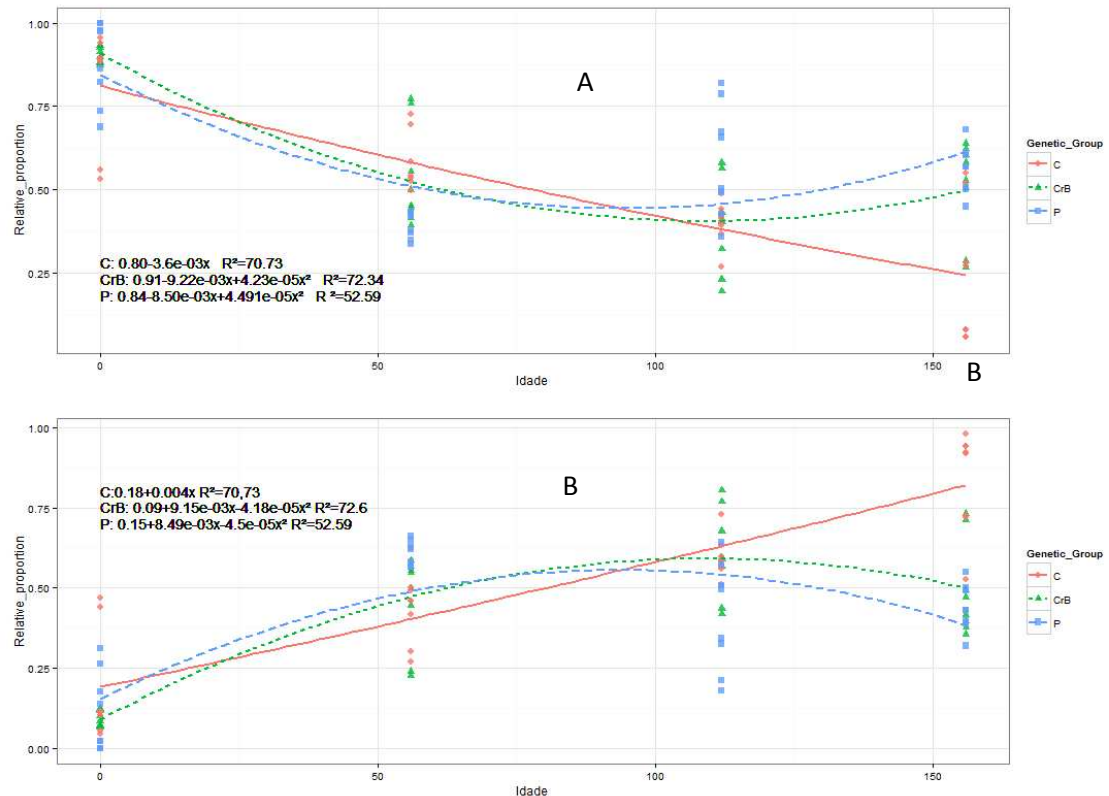 A
1.00
0.75
0.50
0.25
Relative_proportion
C: 0.80-3.6e-03x R²=70.73
CrB: 0.91-9.22e-03x+4.23e-05x² R²=72.34
P: 0.84-8.50e-03x+4.491e-05x² R ²=52.59
0 50 100 150
Idade
Genetic_Group
C
CrB
P
B
B
1.00
0.75
0.50
0.25
0.00
Relative_proportion
C:0.18+0.004x R²=70,73
CrB: 0.09+9.15e-03x-4.18e-05x² R²=72.6
P: 0.15+8.49e-03x-4.5e-05x² R²=52.59
0 50 100 150
Idade
Genetic_Group
C
CrB
P